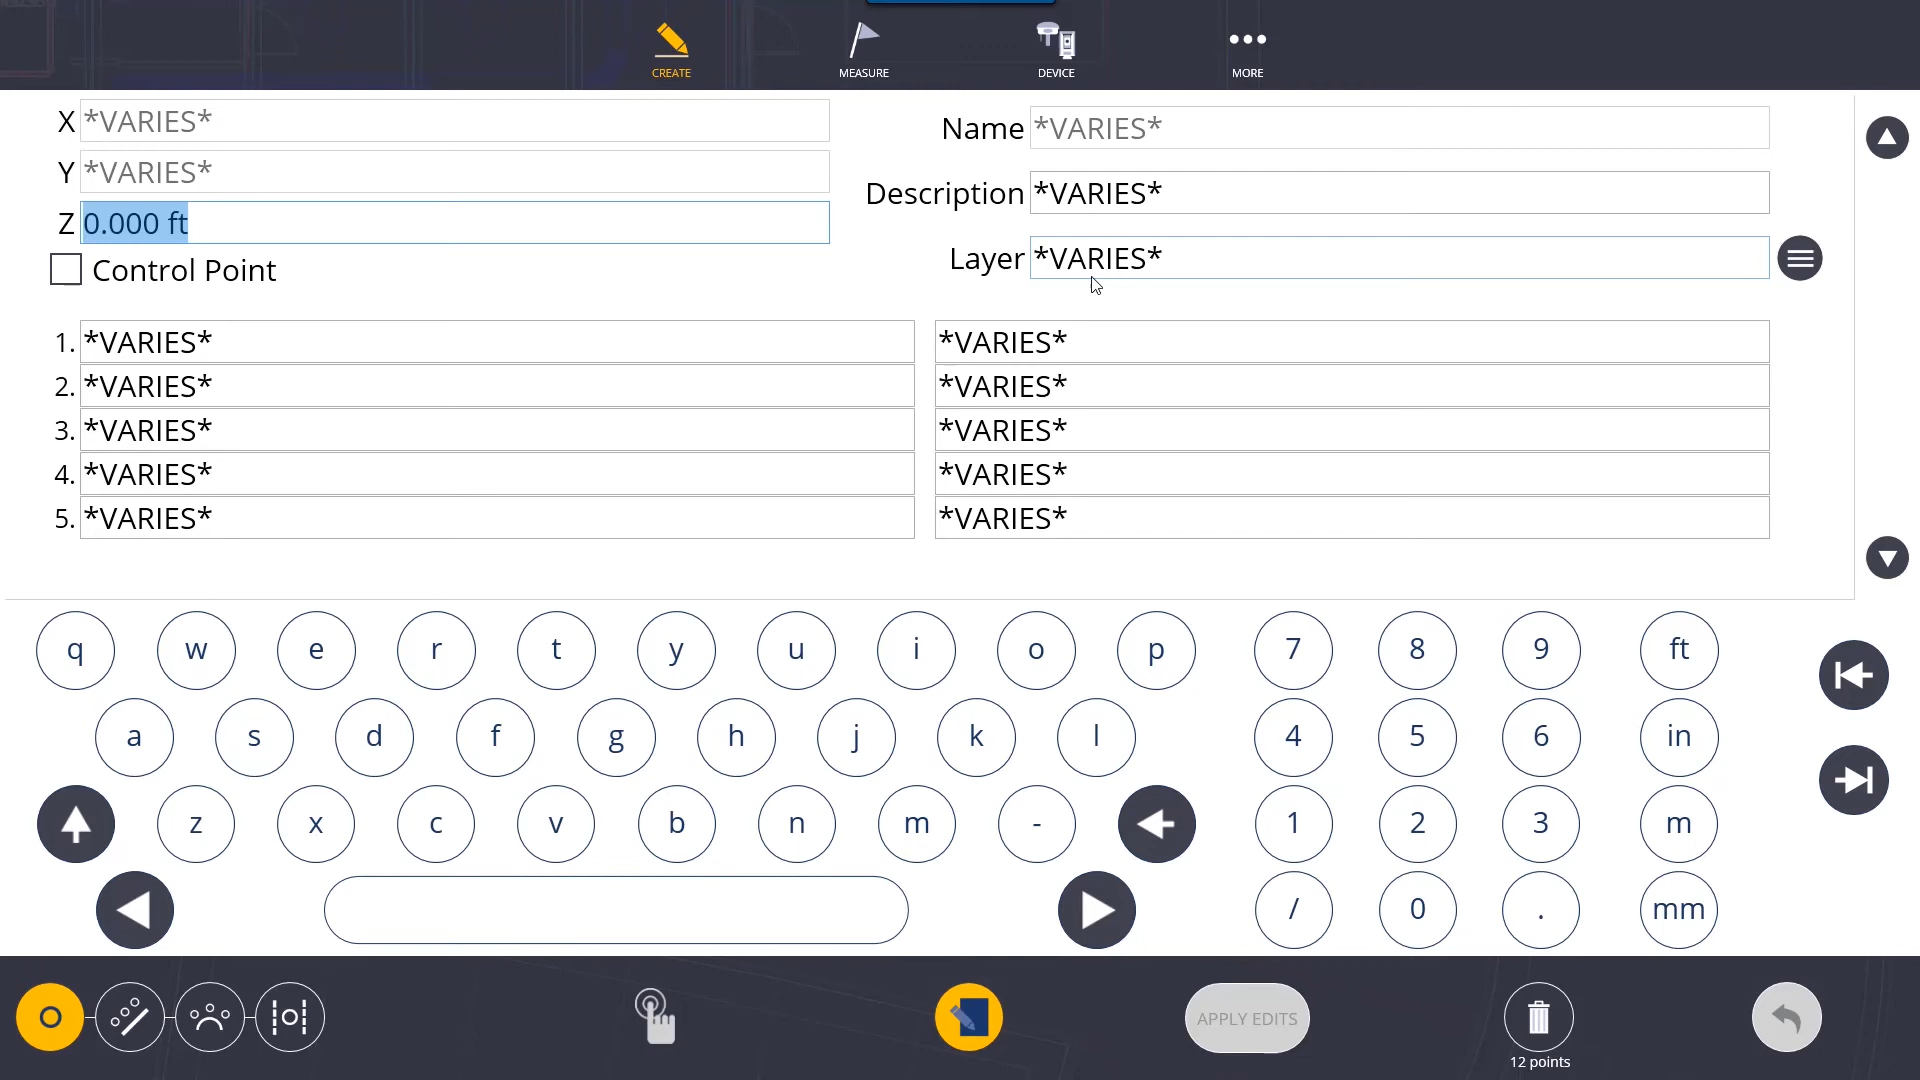 CREATE
MEASURE
DEVICE
MORE
X *VARIES*
Y *VARIES*
Z 0.000 ft
Control Point
Name *VARIES*
Description *VARIES*
Layer *VARIES*
1. *VARIES* *VARIES*
2. *VARIES* *VARIES*
3. *VARIES* *VARIES*
4. *VARIES* *VARIES*
5. *VARIES* *VARIES*
q w e r t y u i o p 7 8 9 ft
a s d f g h j k l 4 5 6 in
z x c v b n m - 1 2 3 m
/ 0 . mm
APPLY EDITS
12 points